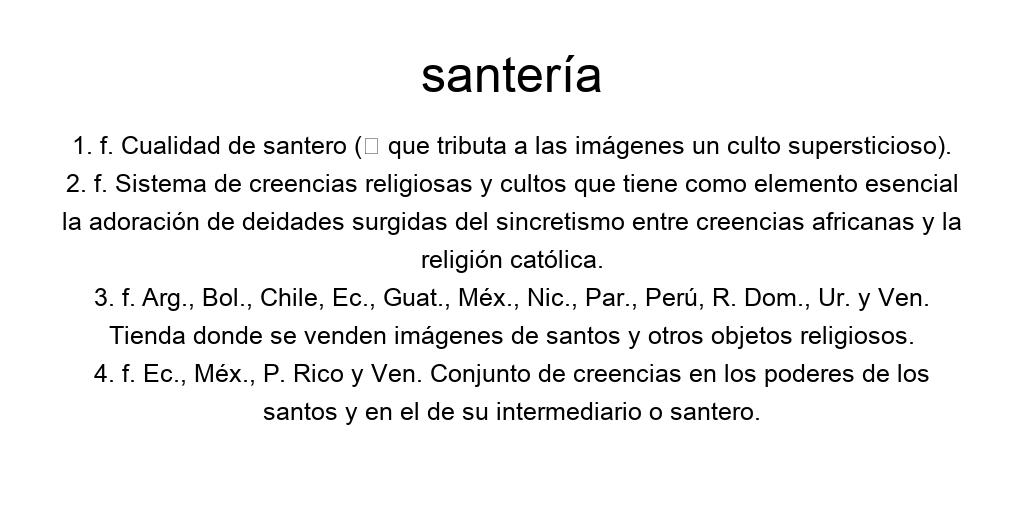 santería
1. f. Cualidad de santero (▯ que tributa a las imágenes un culto supersticioso).
2. f. Sistema de creencias religiosas y cultos que tiene como elemento esencial
la adoración de deidades surgidas del sincretismo entre creencias africanas y la
religión católica.
3. f. Arg., Bol., Chile, Ec., Guat., Méx., Nic., Par., Perú, R. Dom., Ur. y Ven.
Tienda donde se venden imágenes de santos y otros objetos religiosos.
4. f. Ec., Méx., P. Rico y Ven. Conjunto de creencias en los poderes de los
santos y en el de su intermediario o santero.